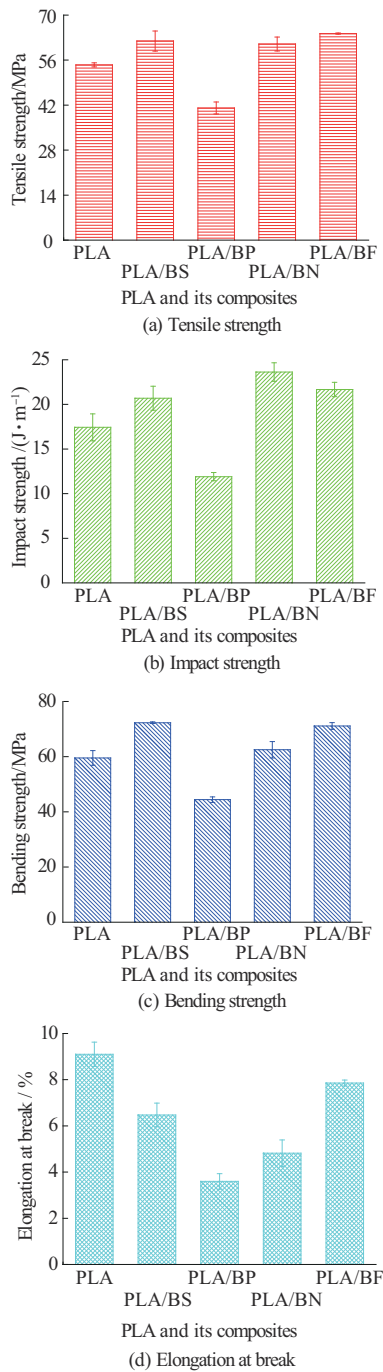 70
56
42
28
14
0
Tensile strength/MPa
PLA PLA/BP PLA/BF
PLA/BS PLA/BN
PLA and its composites
(a) Tensile strength
25
20
15
10
5
0
Impact strength /(J·m⁻¹)
PLA PLA/BP PLA/BF
PLA/BS PLA/BN
PLA and its composites
(b) Impact strength
80
60
40
20
0
Bending strength/MPa
PLA PLA/BP PLA/BF
PLA/BS PLA/BN
PLA and its composites
(c) Bending strength
10
8
6
4
2
0
Elongation at break / %
PLA PLA/BP PLA/BF
PLA/BS PLA/BN
PLA and its composites
(d) Elongation at break